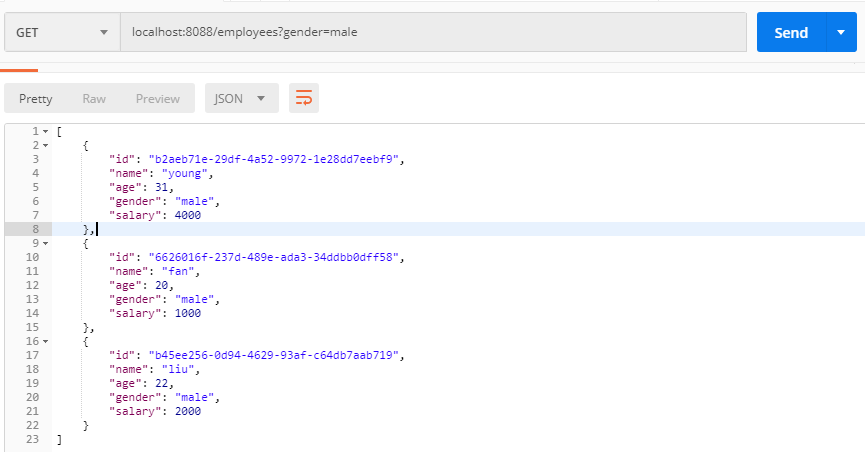 GET localhost:8088/employees?gender=male Send
Pretty Raw Preview JSON
1 [
2 {
3 "id": "b2aeb71e-29df-4a52-9972-1e28dd7eebf9",
4 "name": "young",
5 "age": 31,
6 "gender": "male",
7 "salary": 4000
8 },
9 {
10 "id": "6626016f-237d-489e-ada3-34ddbb0dff58",
11 "name": "fan",
12 "age": 20,
13 "gender": "male",
14 "salary": 1000
15 },
16 {
17 "id": "b45ee256-0d94-4629-93af-c64db7aab719",
18 "name": "liu",
19 "age": 22,
20 "gender": "male",
21 "salary": 2000
22 }
23 ]